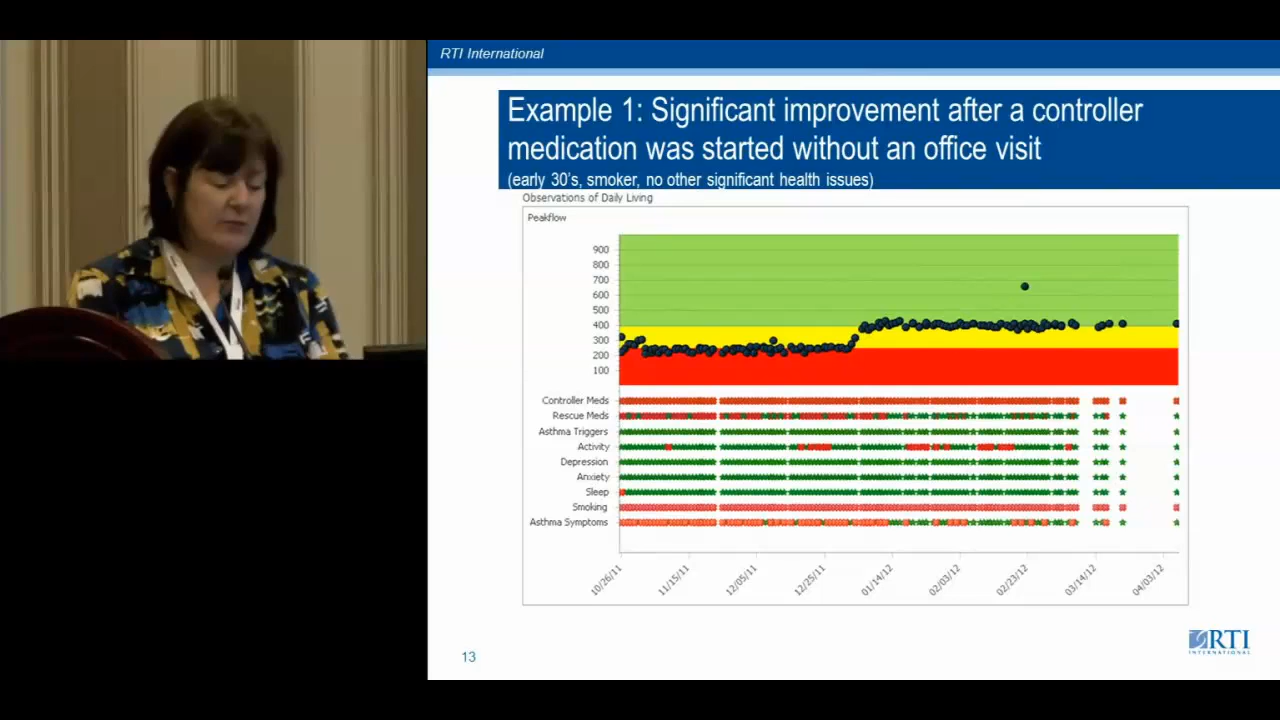 RTI International
Example 1: Significant improvement after a controller
medication was started without an office visit
(early 30's, smoker, no other significant health issues)
Observations of Daily Living
Peakflow
900
800
700
600
500
400
300
200
100
Controller Meds
Rescue Meds
Asthma Triggers
Activity
Depression
Anxiety
Sleep
Smoking
Asthma Symptoms
10/26/11
11/15/11
12/05/11
12/25/11
01/14/12
02/03/12
02/23/12
03/14/12
04/03/12
13
RTI
INTERNATIONAL